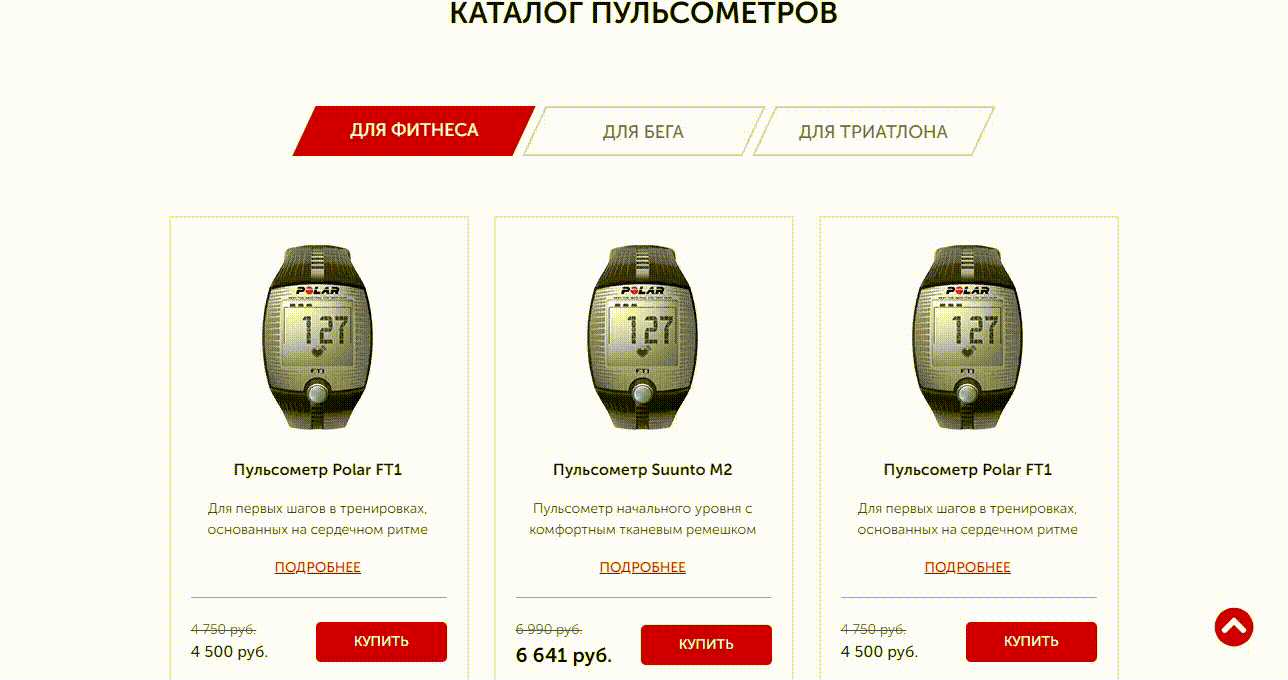 КАТАЛОГ ПУЛЬСОМЕТРОВ
ДЛЯ ФИТНЕСА
ДЛЯ БЕГА
ДЛЯ ТРИАТЛОНА
POLAR
127
FT1
POLAR
127
FT1
POLAR
127
FT1
Пульсометр Polar FT1
Для первых шагов в тренировках,
основанных на сердечном ритме
ПОДРОБНЕЕ
4 750 руб.
4 500 руб.
КУПИТЬ
Пульсометр Suunto M2
Пульсометр начального уровня с
комфортным тканевым ремешком
ПОДРОБНЕЕ
6 990 руб.
6 641 руб.
КУПИТЬ
Пульсометр Polar FT1
Для первых шагов в тренировках,
основанных на сердечном ритме
ПОДРОБНЕЕ
4 750 руб.
4 500 руб.
КУПИТЬ